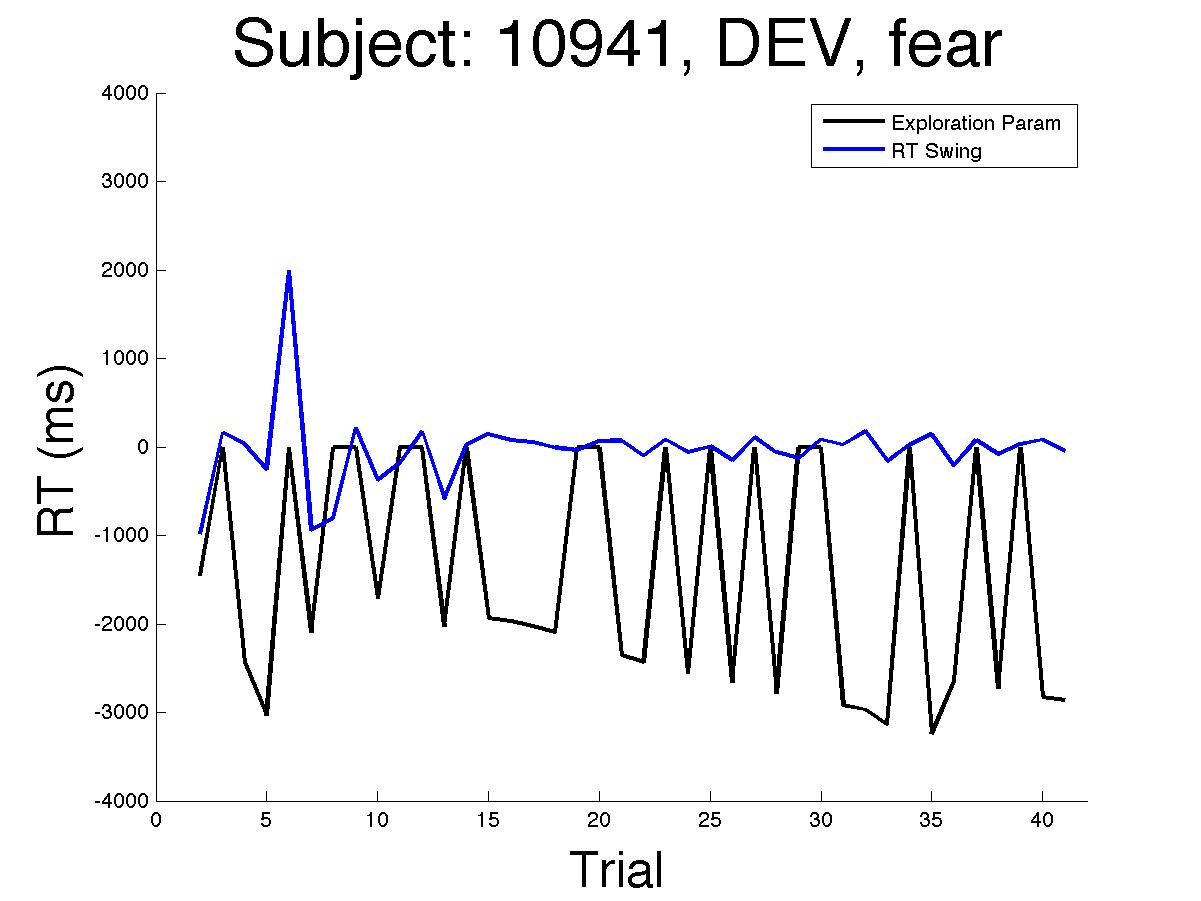 Subject: 10941, DEV, fear
Exploration Param
RT Swing
4000
3000
2000
1000
0
-1000
-2000
-3000
-4000
RT (ms)
0 5 10 15 20 25 30 35 40
Trial